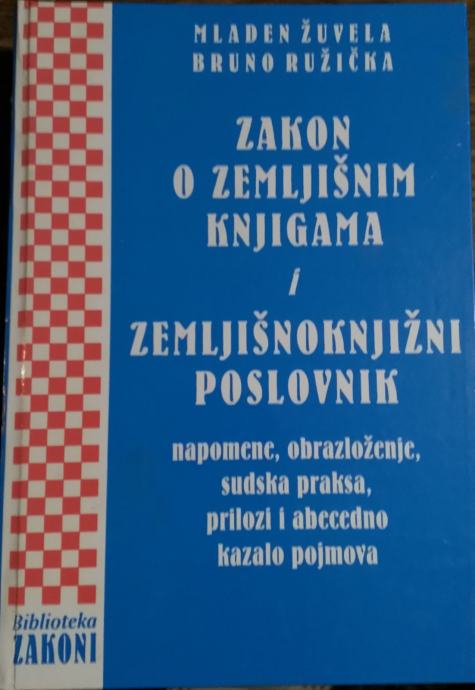 MLADEN ŽUVELA
BRUNO RUŽIČKA
ZAKON
O ZEMLJIŠNIM
KNJIGAMA
i
ZEMLJIŠNOKNJIŽNI
POSLOVNIK
napomene, obrazloženje,
sudska praksa,
prilozi i abecedno
kazalo pojmova
Biblioteka
ZAKONI